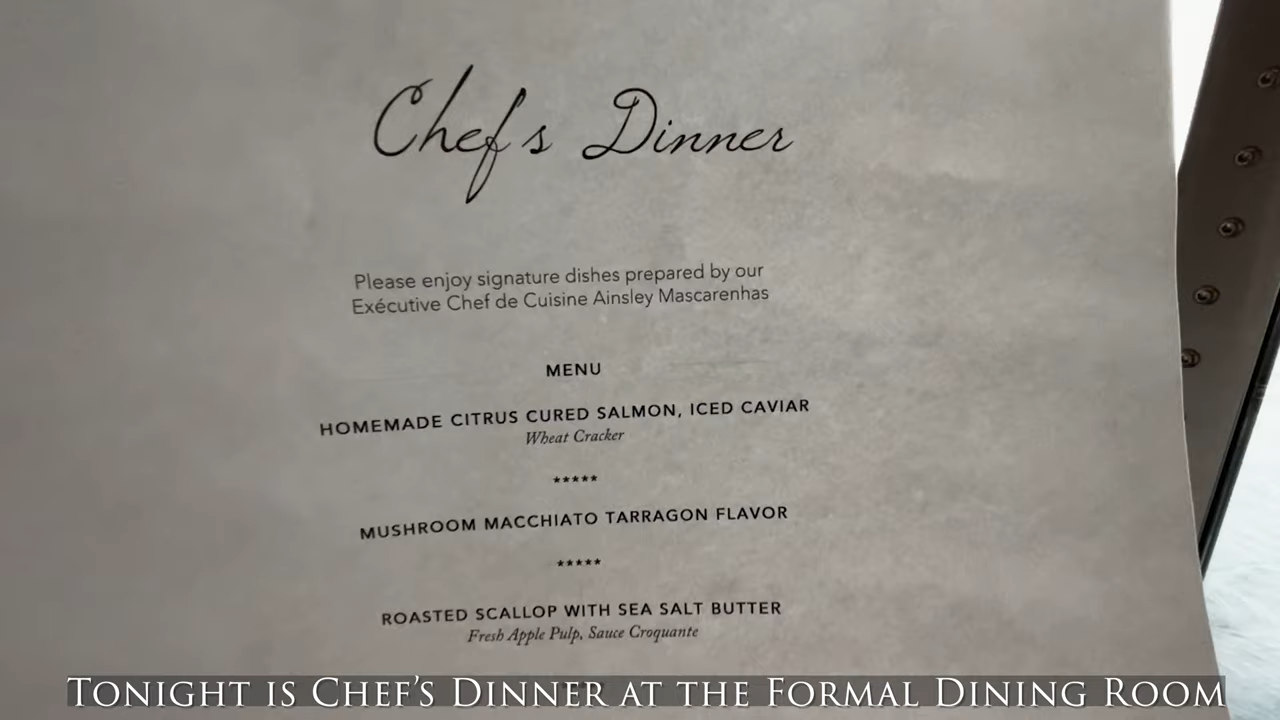 Chef's Dinner
Please enjoy signature dishes prepared by our
Exécutive Chef de Cuisine Ainsley Mascarenhas
MENU
HOMEMADE CITRUS CURED SALMON, ICED CAVIAR
Wheat Cracker
*****
MUSHROOM MACCHIATO TARRAGON FLAVOR
*****
ROASTED SCALLOP WITH SEA SALT BUTTER
Fresh Apple Pulp, Sauce Croquante
TONIGHT IS CHEF'S DINNER AT THE FORMAL DINING ROOM